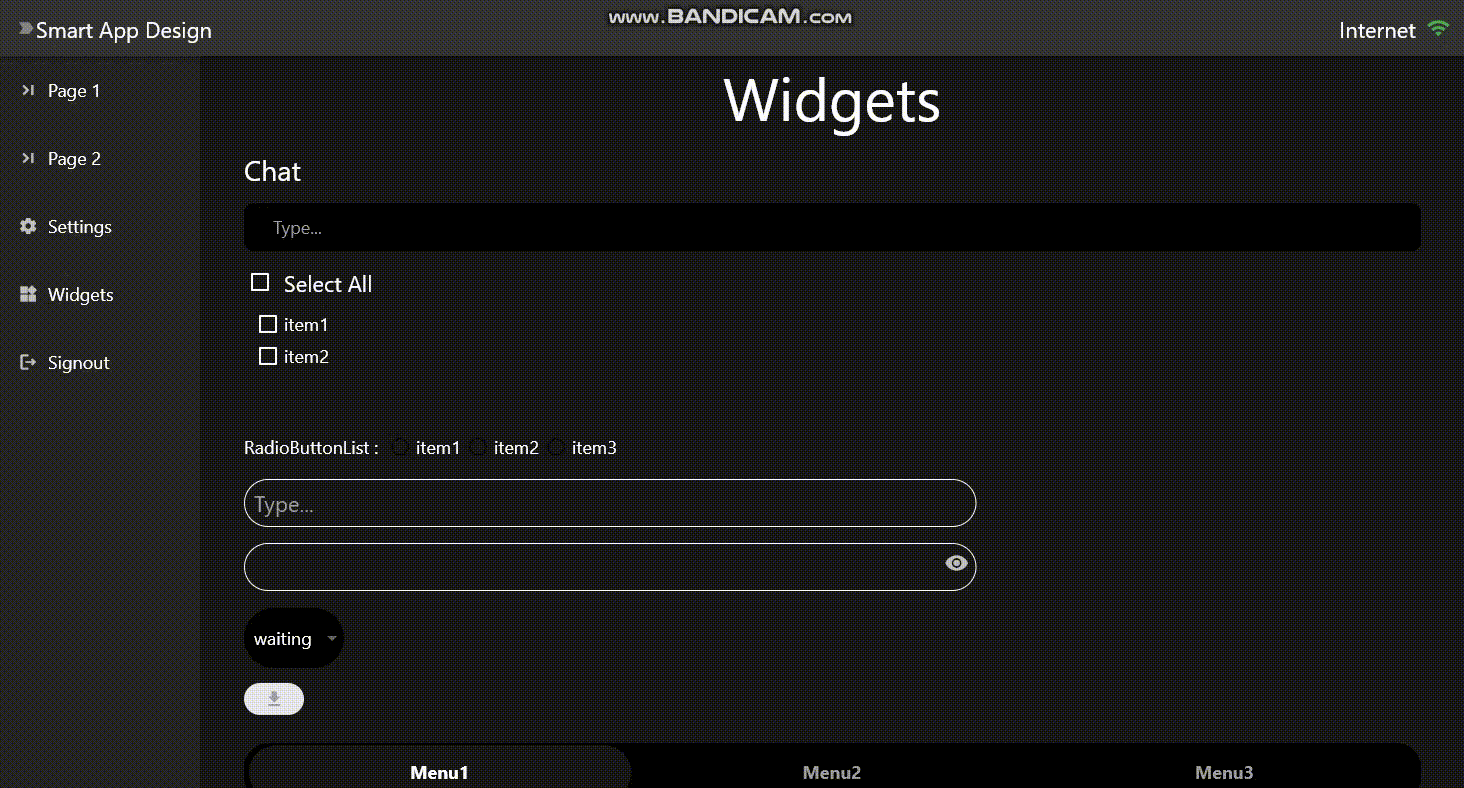 www.BANDICAM.com
Smart App Design
Internet
Page 1
Page 2
Settings
Widgets
Signout
Widgets
Chat
Type...
Select All
item1
item2
RadioButtonList : item1 item2 item3
Type...
waiting
Menu1 Menu2 Menu3